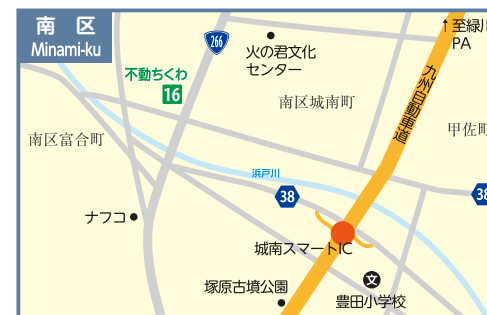 南 区
Minami-ku
266
↑至緑川
PA
火の君文化
センター
不動ちくわ
16
九州自動車道
南区城南町
甲佐町
南区富合町
浜戸川
38
38
ナフコ
城南スマートIC
塚原古墳公園
文
豊田小学校